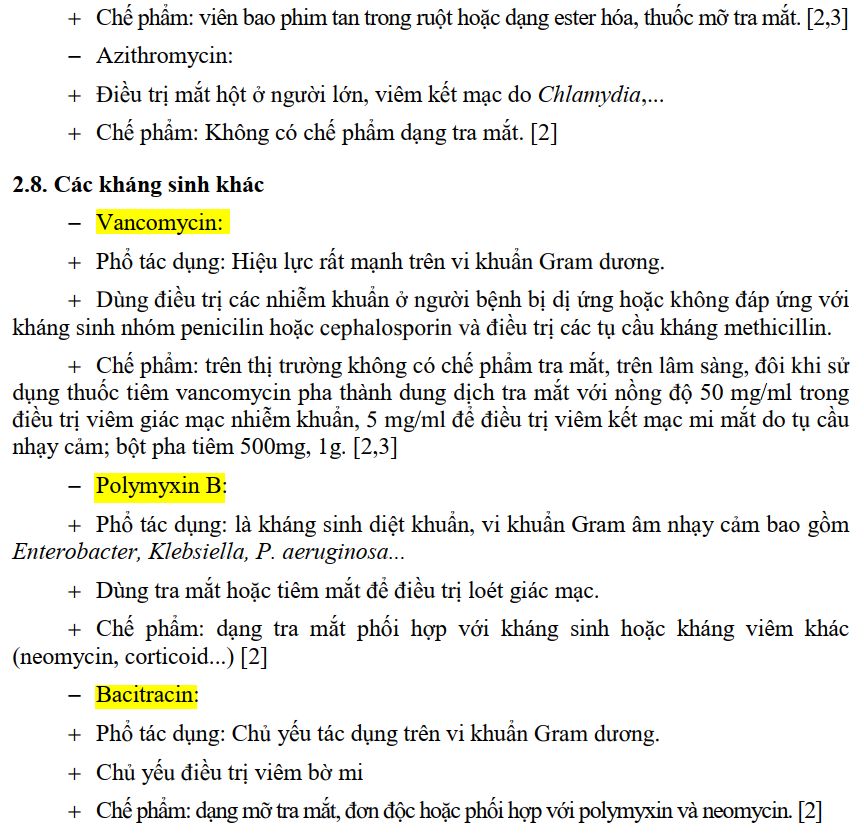 + Chế phẩm: viên bao phim tan trong ruột hoặc dạng ester hóa, thuốc mỡ tra mắt. [2,3]
− Azithromycin:
+ Điều trị mắt hột ở người lớn, viêm kết mạc do Chlamydia,...
+ Chế phẩm: Không có chế phẩm dạng tra mắt. [2]
2.8. Các kháng sinh khác
− Vancomycin:
+ Phổ tác dụng: Hiệu lực rất mạnh trên vi khuẩn Gram dương.
+ Dùng điều trị các nhiễm khuẩn ở người bệnh bị dị ứng hoặc không đáp ứng với
kháng sinh nhóm penicilin hoặc cephalosporin và điều trị các tụ cầu kháng methicillin.
+ Chế phẩm: trên thị trường không có chế phẩm tra mắt, trên lâm sàng, đôi khi sử
dụng thuốc tiêm vancomycin pha thành dung dịch tra mắt với nồng độ 50 mg/ml trong
điều trị viêm giác mạc nhiễm khuẩn, 5 mg/ml để điều trị viêm kết mạc mi mắt do tụ cầu
nhạy cảm; bột pha tiêm 500mg, 1g. [2,3]
− Polymyxin B:
+ Phổ tác dụng: là kháng sinh diệt khuẩn, vi khuẩn Gram âm nhạy cảm bao gồm
Enterobacter, Klebsiella, P. aeruginosa...
+ Dùng tra mắt hoặc tiêm mắt để điều trị loét giác mạc.
+ Chế phẩm: dạng tra mắt phối hợp với kháng sinh hoặc kháng viêm khác
(neomycin, corticoid...) [2]
− Bacitracin:
+ Phổ tác dụng: Chủ yếu tác dụng trên vi khuẩn Gram dương.
+ Chủ yếu điều trị viêm bờ mi
+ Chế phẩm: dạng mỡ tra mắt, đơn độc hoặc phối hợp với polymyxin và neomycin. [2]